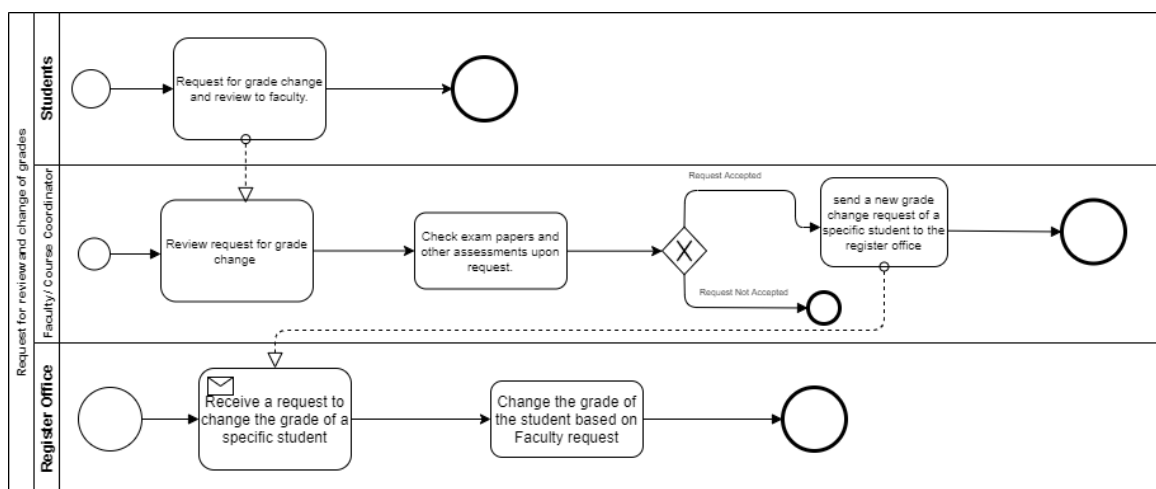 Request for review and change of grades
Students
Request for grade change
and review to faculty.
Faculty/ Course Coordinator
Review request for grade
change
Check exam papers and
other assessments upon
request.
Request Accepted
Request Not Accepted
send a new grade
change request of a
specific student to the
register office
Register Office
Receive a request to
change the grade of a
specific student
Change the grade of
the student based on
Faculty request